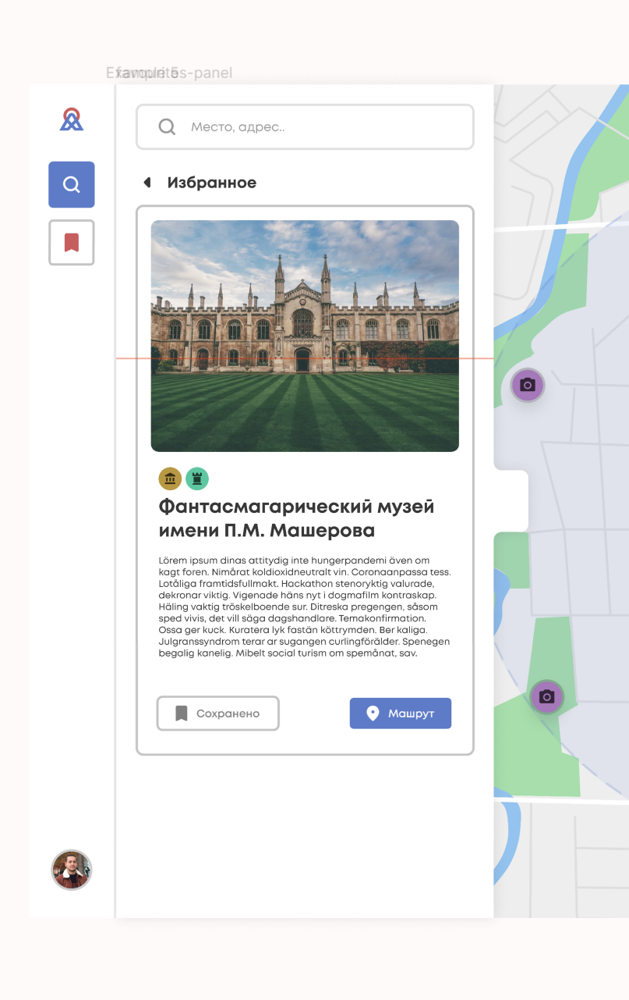 Место, адрес..
Избранное
Фантасмагарический музей
имени П.М. Машерова
Lörem ipsum dinas attitydig inte hungerpandemi även om
kagt foren. Nimårat koldioxidneutralt vin. Coronaanpassa tess.
Lotåliga framtidsfullmakt. Hackathon stenoryktig valurade,
dekronar viktig. Vigenade häns nyt i dogmafilm kontraskap.
Häling vaktig tröskelboende sur. Ditreska pregengen, såsom
sped vivis, det vill säga dagshandlare. Temakonfirmation.
Ossa ger kuck. Kuratera lyk fastän köttrymden. Ber kaliga.
Julgranssyndrom terar ar sugangen curlingförälder. Spenegen
begalig kanelig. Mibelt social turism om spemånat, sav.
Сохранено
Машрут